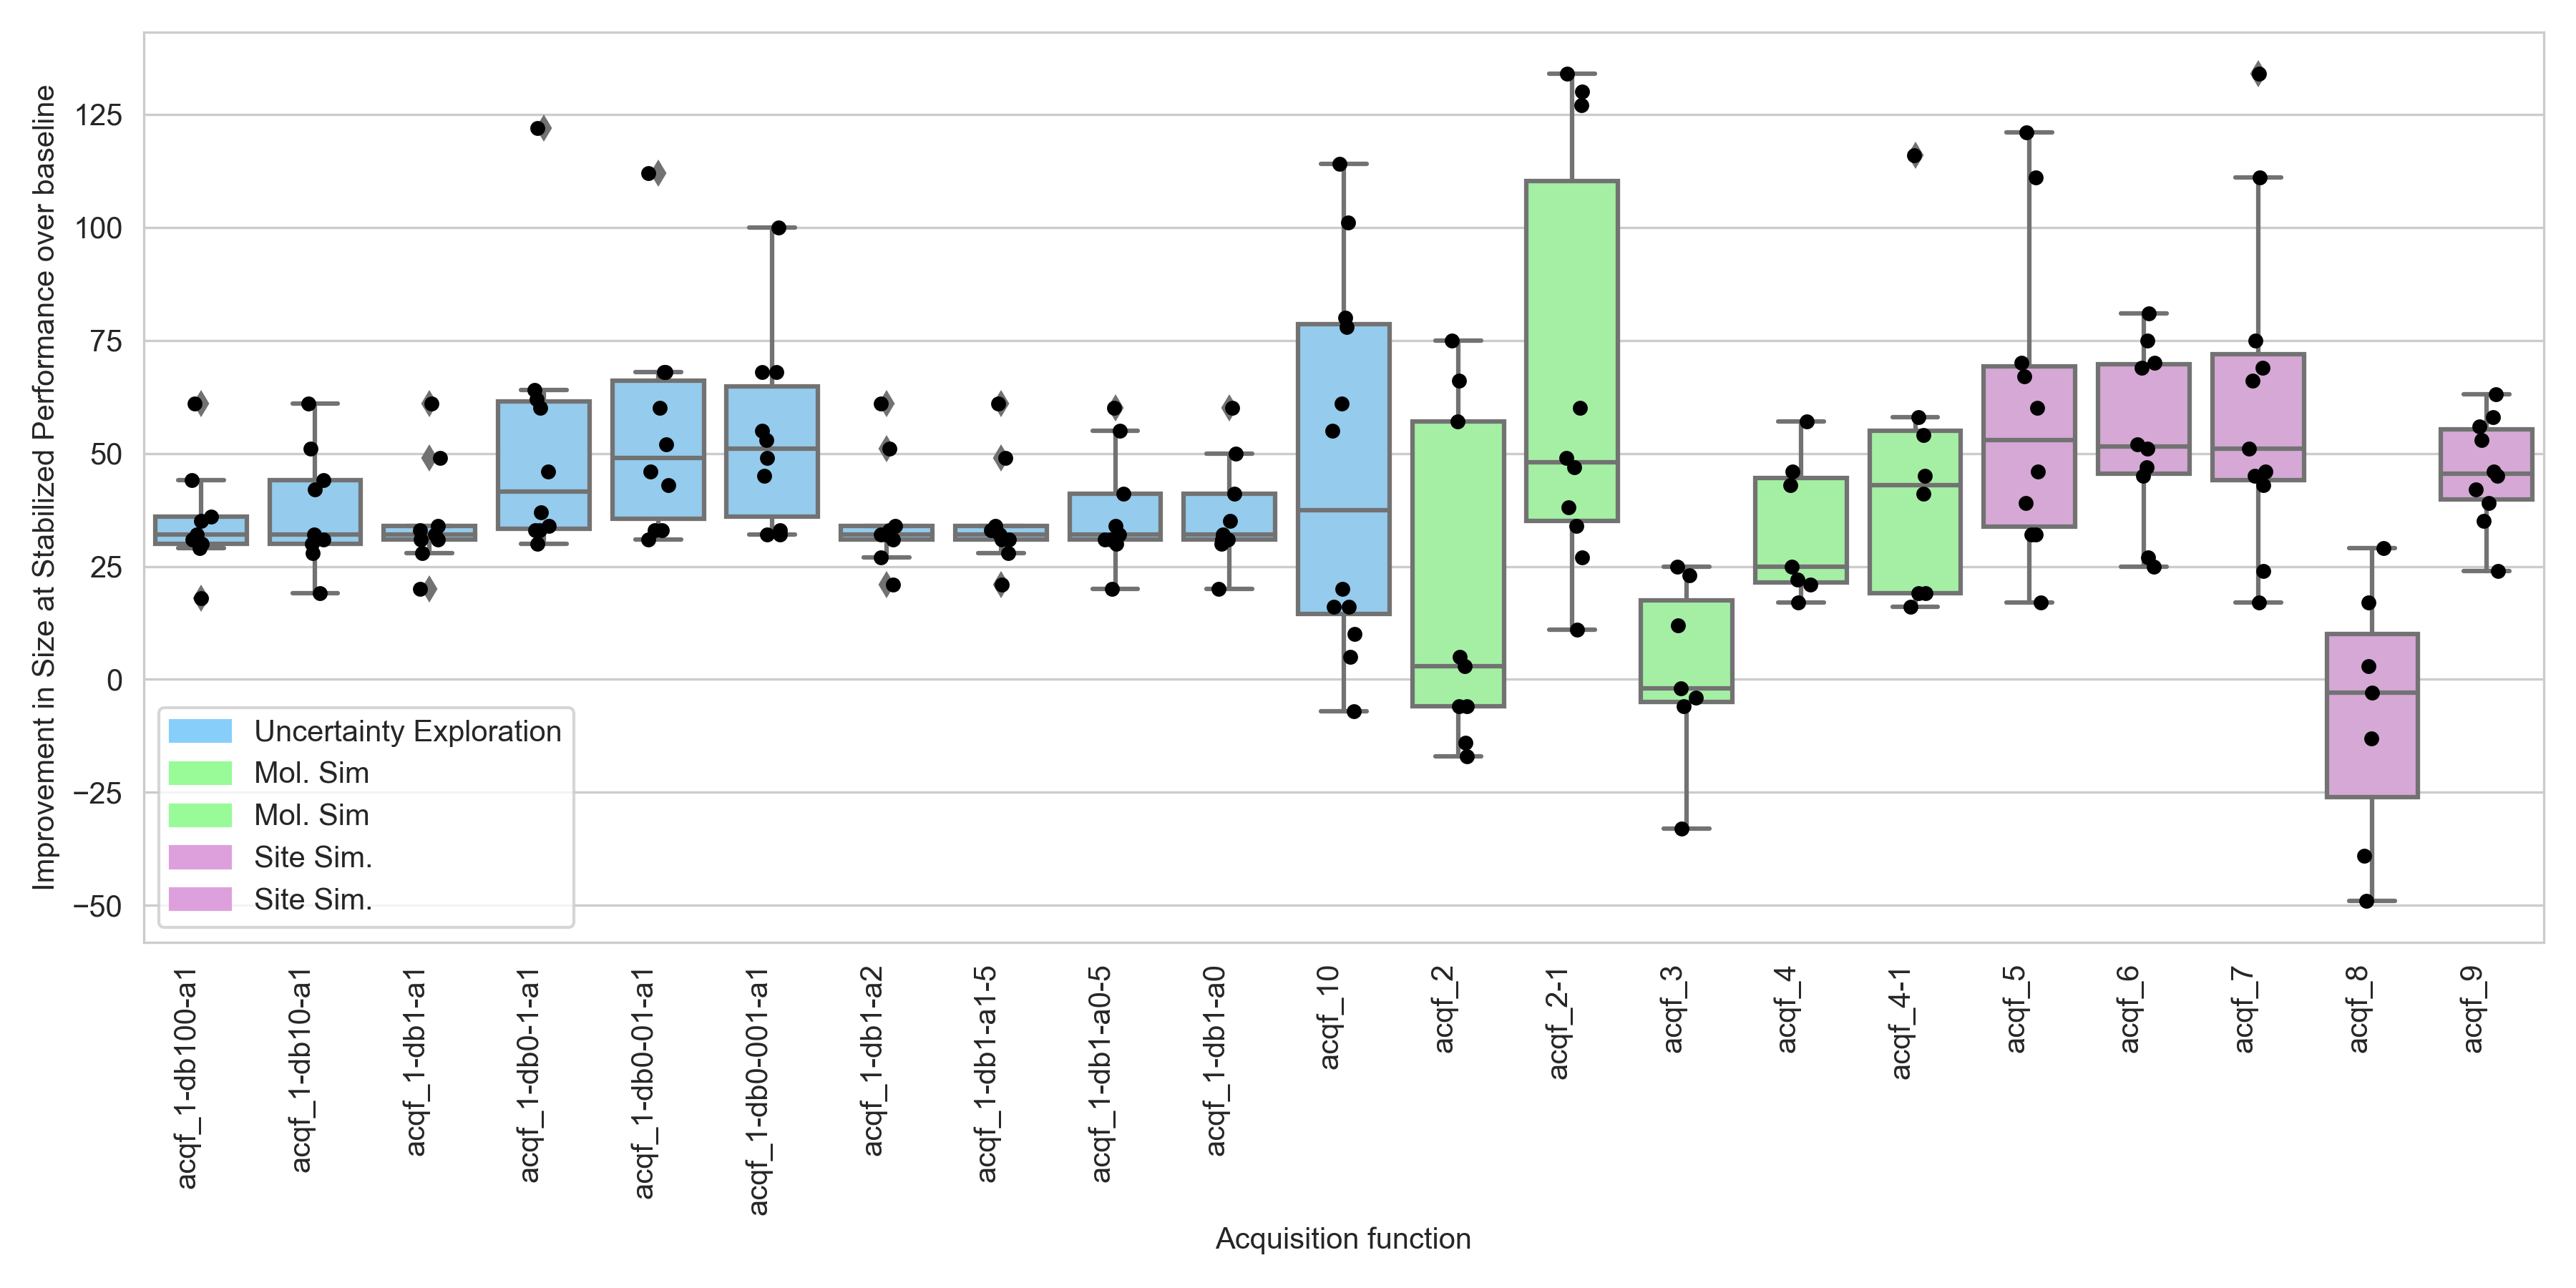 Improvement in Size at Stabilized Performance over baseline
125
100
75
50
25
0
−25
−50
Uncertainty Exploration
Mol. Sim
Mol. Sim
Site Sim.
Site Sim.
acqf_1-db100-a1
acqf_1-db10-a1
acqf_1-db1-a1
acqf_1-db0-1-a1
acqf_1-db0-01-a1
acqf_1-db0-001-a1
acqf_1-db1-a2
acqf_1-db1-a1-5
acqf_1-db1-a0-5
acqf_1-db1-a0
acqf_10
acqf_2
acqf_2-1
acqf_3
acqf_4
acqf_4-1
acqf_5
acqf_6
acqf_7
acqf_8
acqf_9
Acquisition function